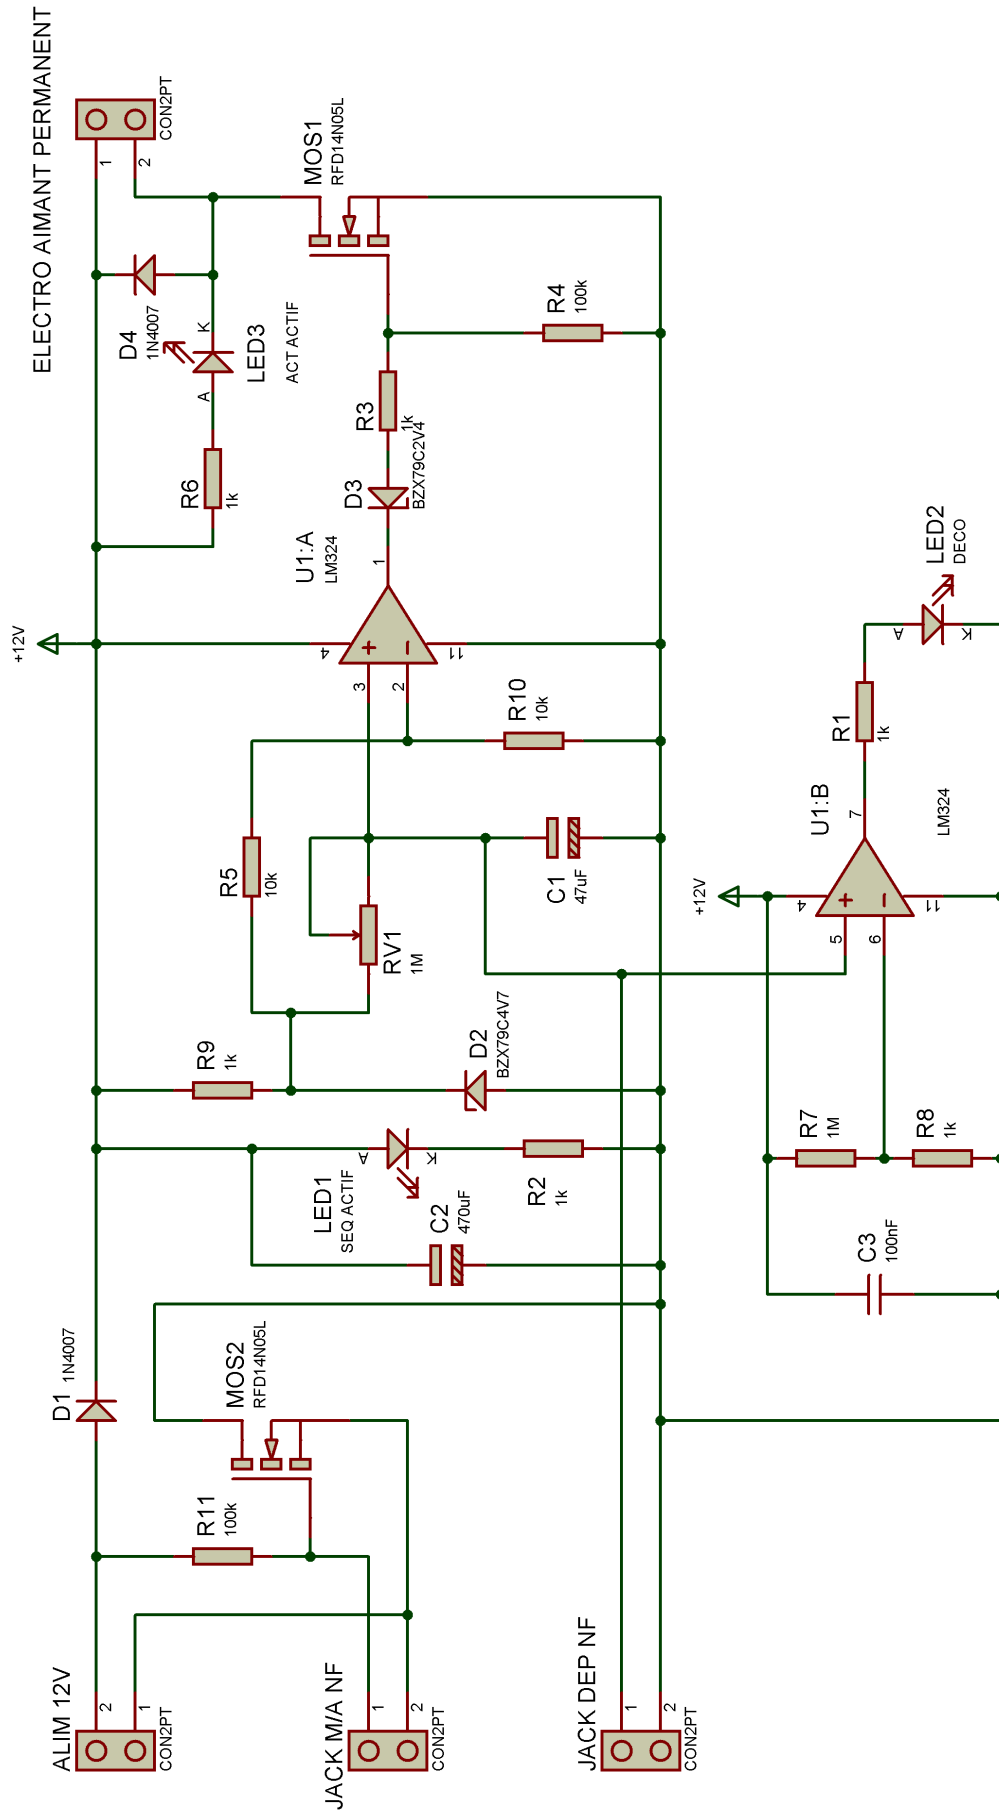 ELECTRO AIMANT PERMANENT
1
2
CON2PT
D4
1N4007
K
A
LED3
ACT ACTIF
MOS1
RFD14N05L
R4
100k
R3
1k
D3
BZX79C2V4
R6
1k
U1:A
LM324
1
4
11
3
2
+12V
R10
10k
R5
10k
RV1
1M
C1
47uF
R9
1k
D2
BZX79C4V7
LED1
SEQ ACTIF
A
K
R2
1k
C2
470uF
D1
1N4007
MOS2
RFD14N05L
R11
100k
ALIM 12V
2
1
CON2PT
JACK M/A NF
1
2
CON2PT
JACK DEP NF
1
2
CON2PT
LED2
DECO
A
K
R1
1k
U1:B
LM324
7
4
11
5
6
+12V
R7
1M
R8
1k
C3
100nF